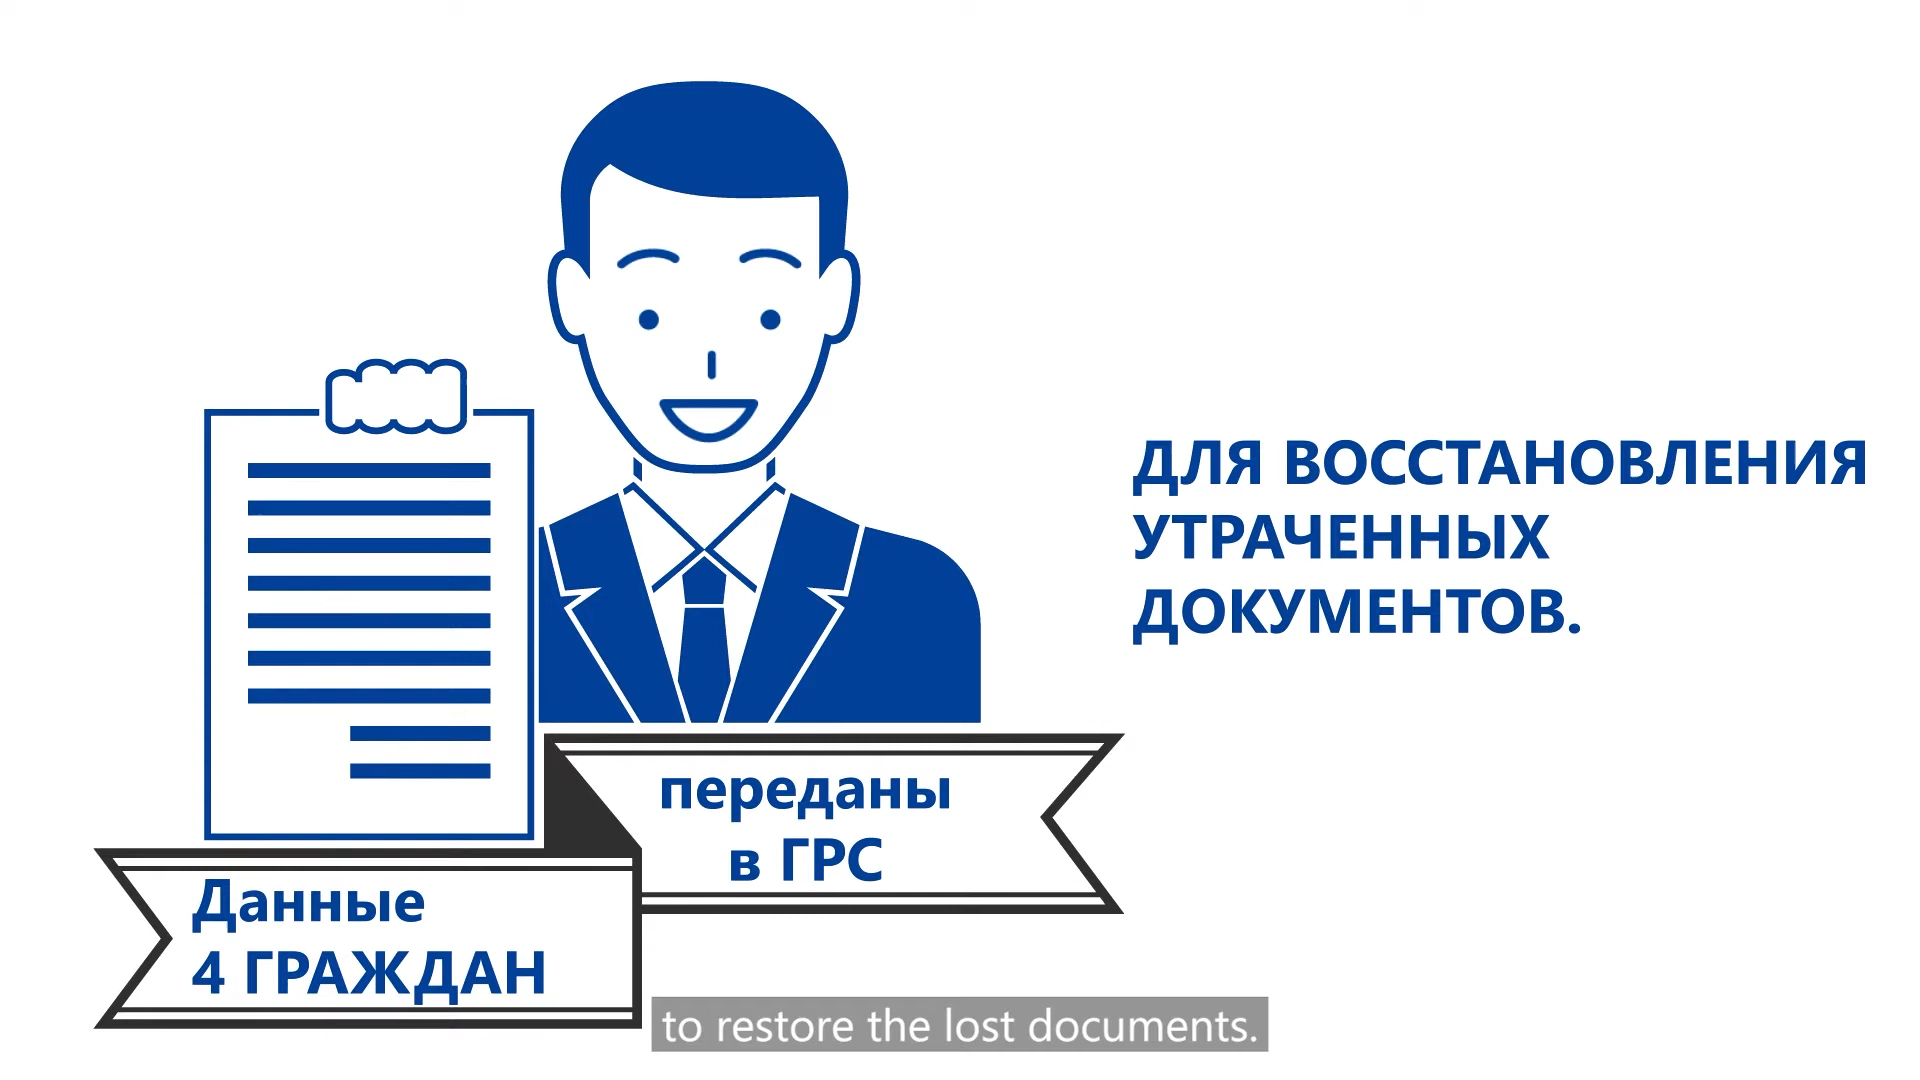 Данные
4 ГРАЖДАН
переданы
в ГРС
ДЛЯ ВОССТАНОВЛЕНИЯ
УТРАЧЕННЫХ
ДОКУМЕНТОВ.
to restore the lost documents.